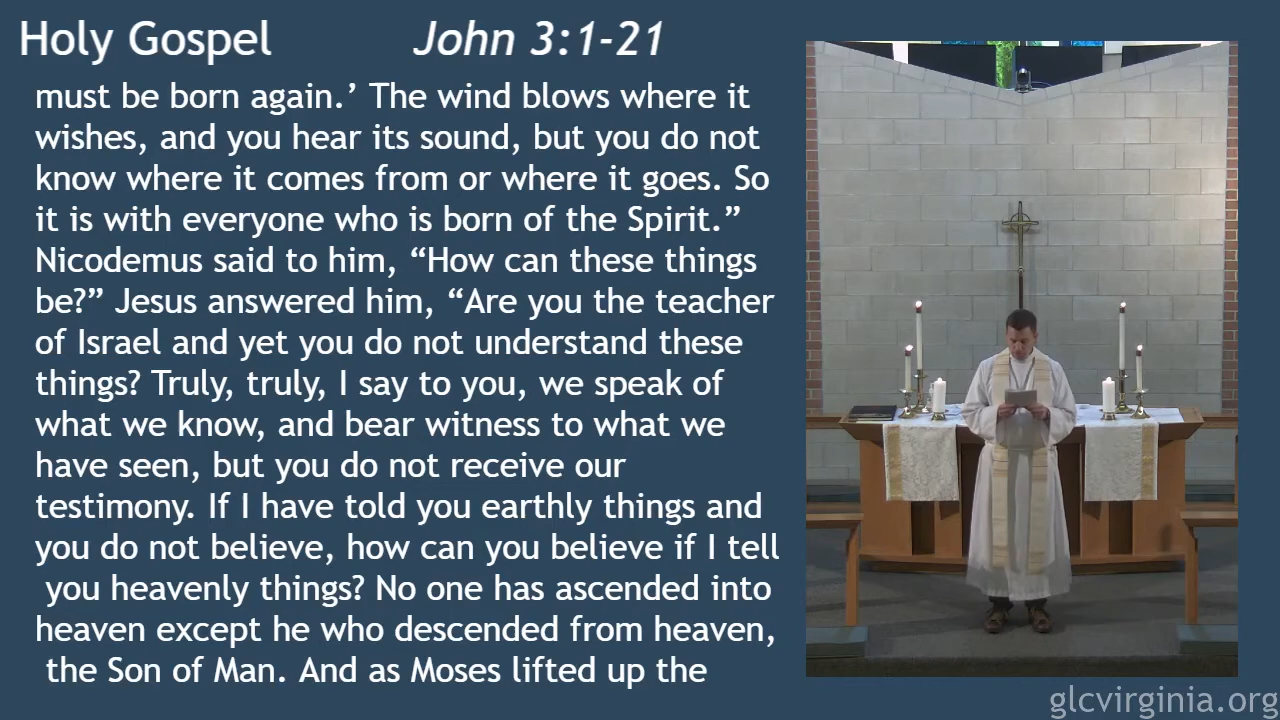 Holy Gospel John 3:1-21
must be born again.’ The wind blows where it
wishes, and you hear its sound, but you do not
know where it comes from or where it goes. So
it is with everyone who is born of the Spirit.”
Nicodemus said to him, “How can these things
be?” Jesus answered him, “Are you the teacher
of Israel and yet you do not understand these
things? Truly, truly, I say to you, we speak of
what we know, and bear witness to what we
have seen, but you do not receive our
testimony. If I have told you earthly things and
you do not believe, how can you believe if I tell
you heavenly things? No one has ascended into
heaven except he who descended from heaven,
the Son of Man. And as Moses lifted up the
glcvirginia.org